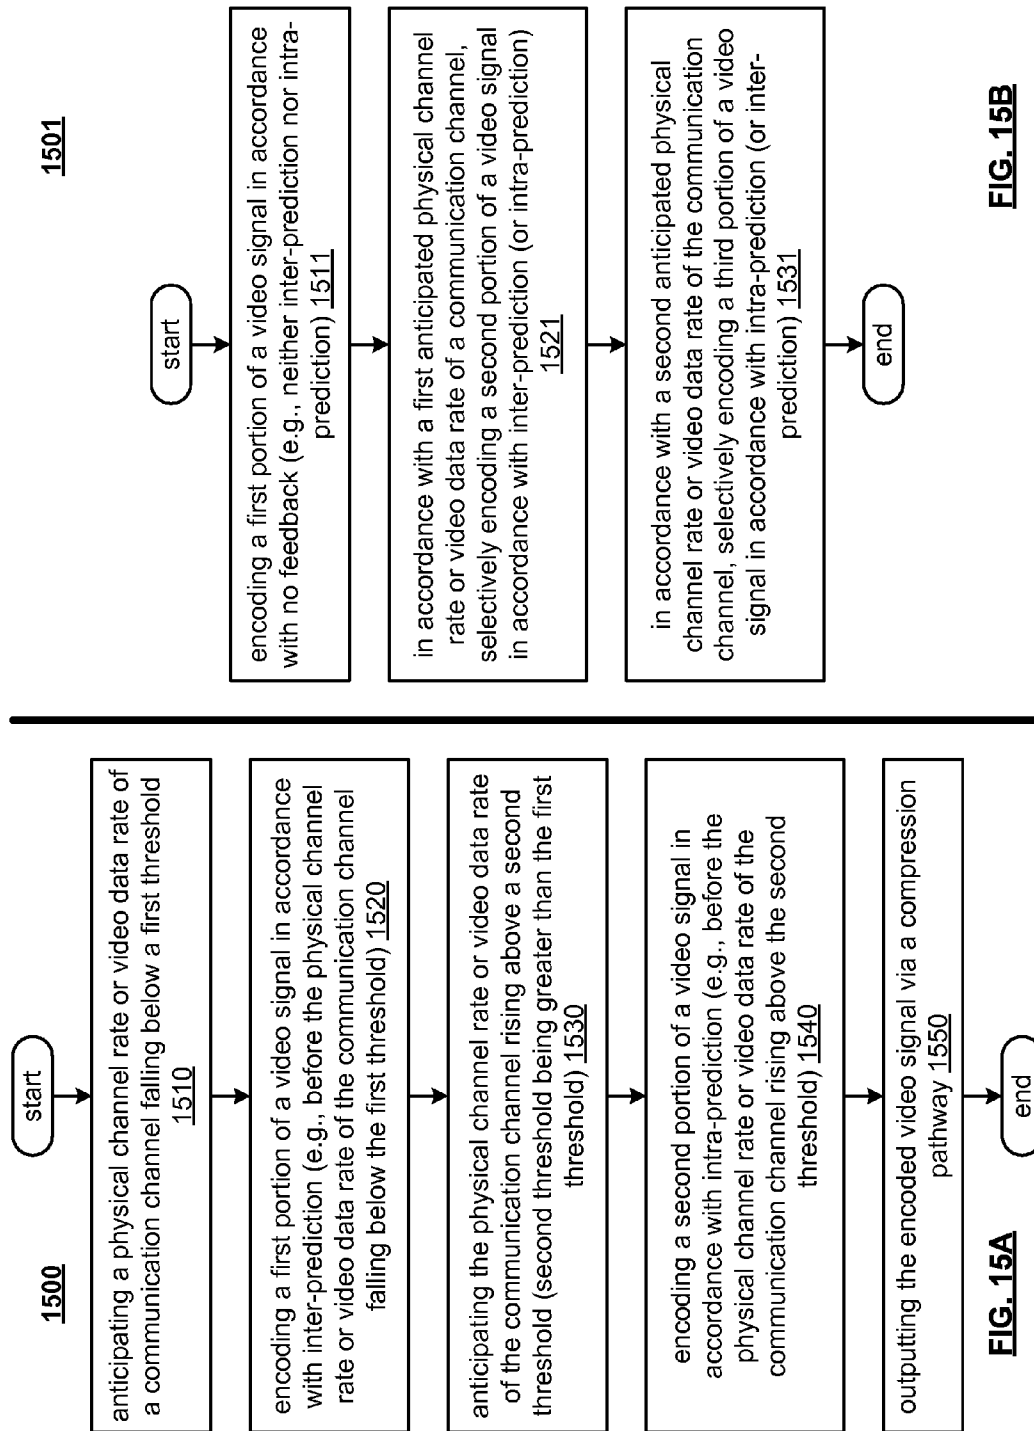 1500
start
anticipating a physical channel rate or video data rate of
a communication channel falling below a first threshold
1510
encoding a first portion of a video signal in accordance
with inter-prediction (e.g., before the physical channel
rate or video data rate of the communication channel
falling below the first threshold) 1520
anticipating the physical channel rate or video data rate
of the communication channel rising above a second
threshold (second threshold being greater than the first
threshold) 1530
encoding a second portion of a video signal in
accordance with intra-prediction (e.g., before the
physical channel rate or video data rate of the
communication channel rising above the second
threshold) 1540
outputting the encoded video signal via a compression
pathway 1550
end
FIG. 15A
1501
start
encoding a first portion of a video signal in accordance
with no feedback (e.g., neither inter-prediction nor intra-
prediction) 1511
in accordance with a first anticipated physical channel
rate or video data rate of a communication channel,
selectively encoding a second portion of a video signal
in accordance with inter-prediction (or intra-prediction)
1521
in accordance with a second anticipated physical
channel rate or video data rate of the communication
channel, selectively encoding a third portion of a video
signal in accordance with intra-prediction (or inter-
prediction) 1531
end
FIG. 15B